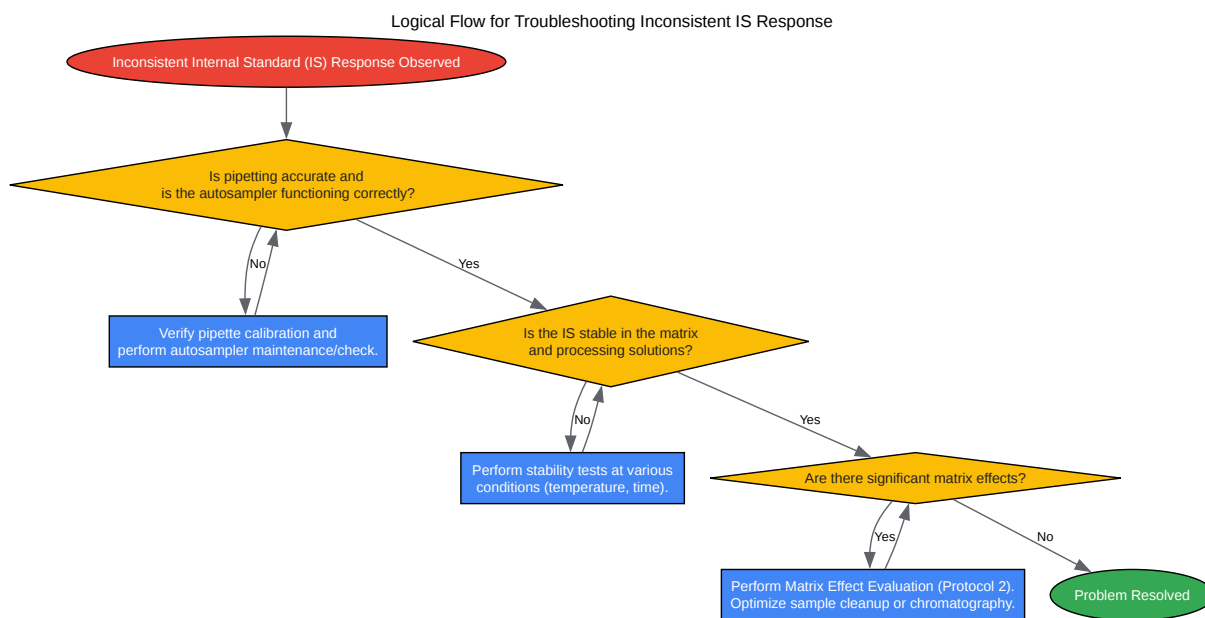 Logical Flow for Troubleshooting Inconsistent IS Response
Inconsistent Internal Standard (IS) Response Observed
Is pipetting accurate and
is the autosampler functioning correctly?
No
Yes
Verify pipette calibration and
perform autosampler maintenance/check.
Is the IS stable in the matrix
and processing solutions?
No
Yes
Perform stability tests at various
conditions (temperature, time).
Are there significant matrix effects?
Yes
No
Perform Matrix Effect Evaluation (Protocol 2).
Optimize sample cleanup or chromatography.
Problem Resolved